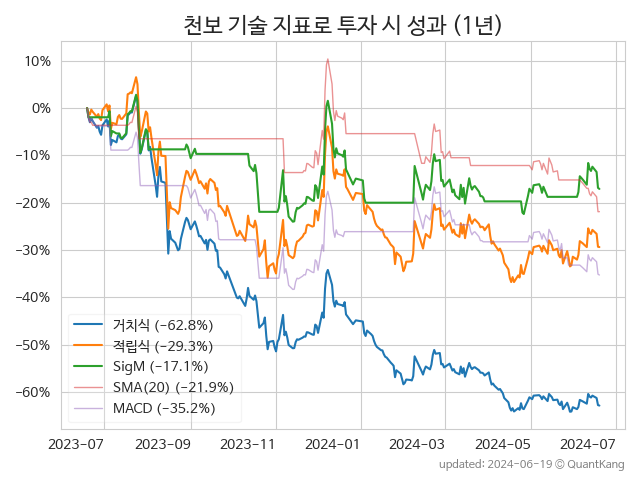 천보 기술 지표로 투자 시 성과 (1년)
10%
0%
−10%
−20%
−30%
−40%
−50%
−60%
거치식 (−62.8%)
적립식 (−29.3%)
SigM (−17.1%)
SMA(20) (−21.9%)
MACD (−35.2%)
2023−07 2023−09 2023−11 2024−01 2024−03 2024−05 2024−07
updated: 2024−06−19 © QuantKang